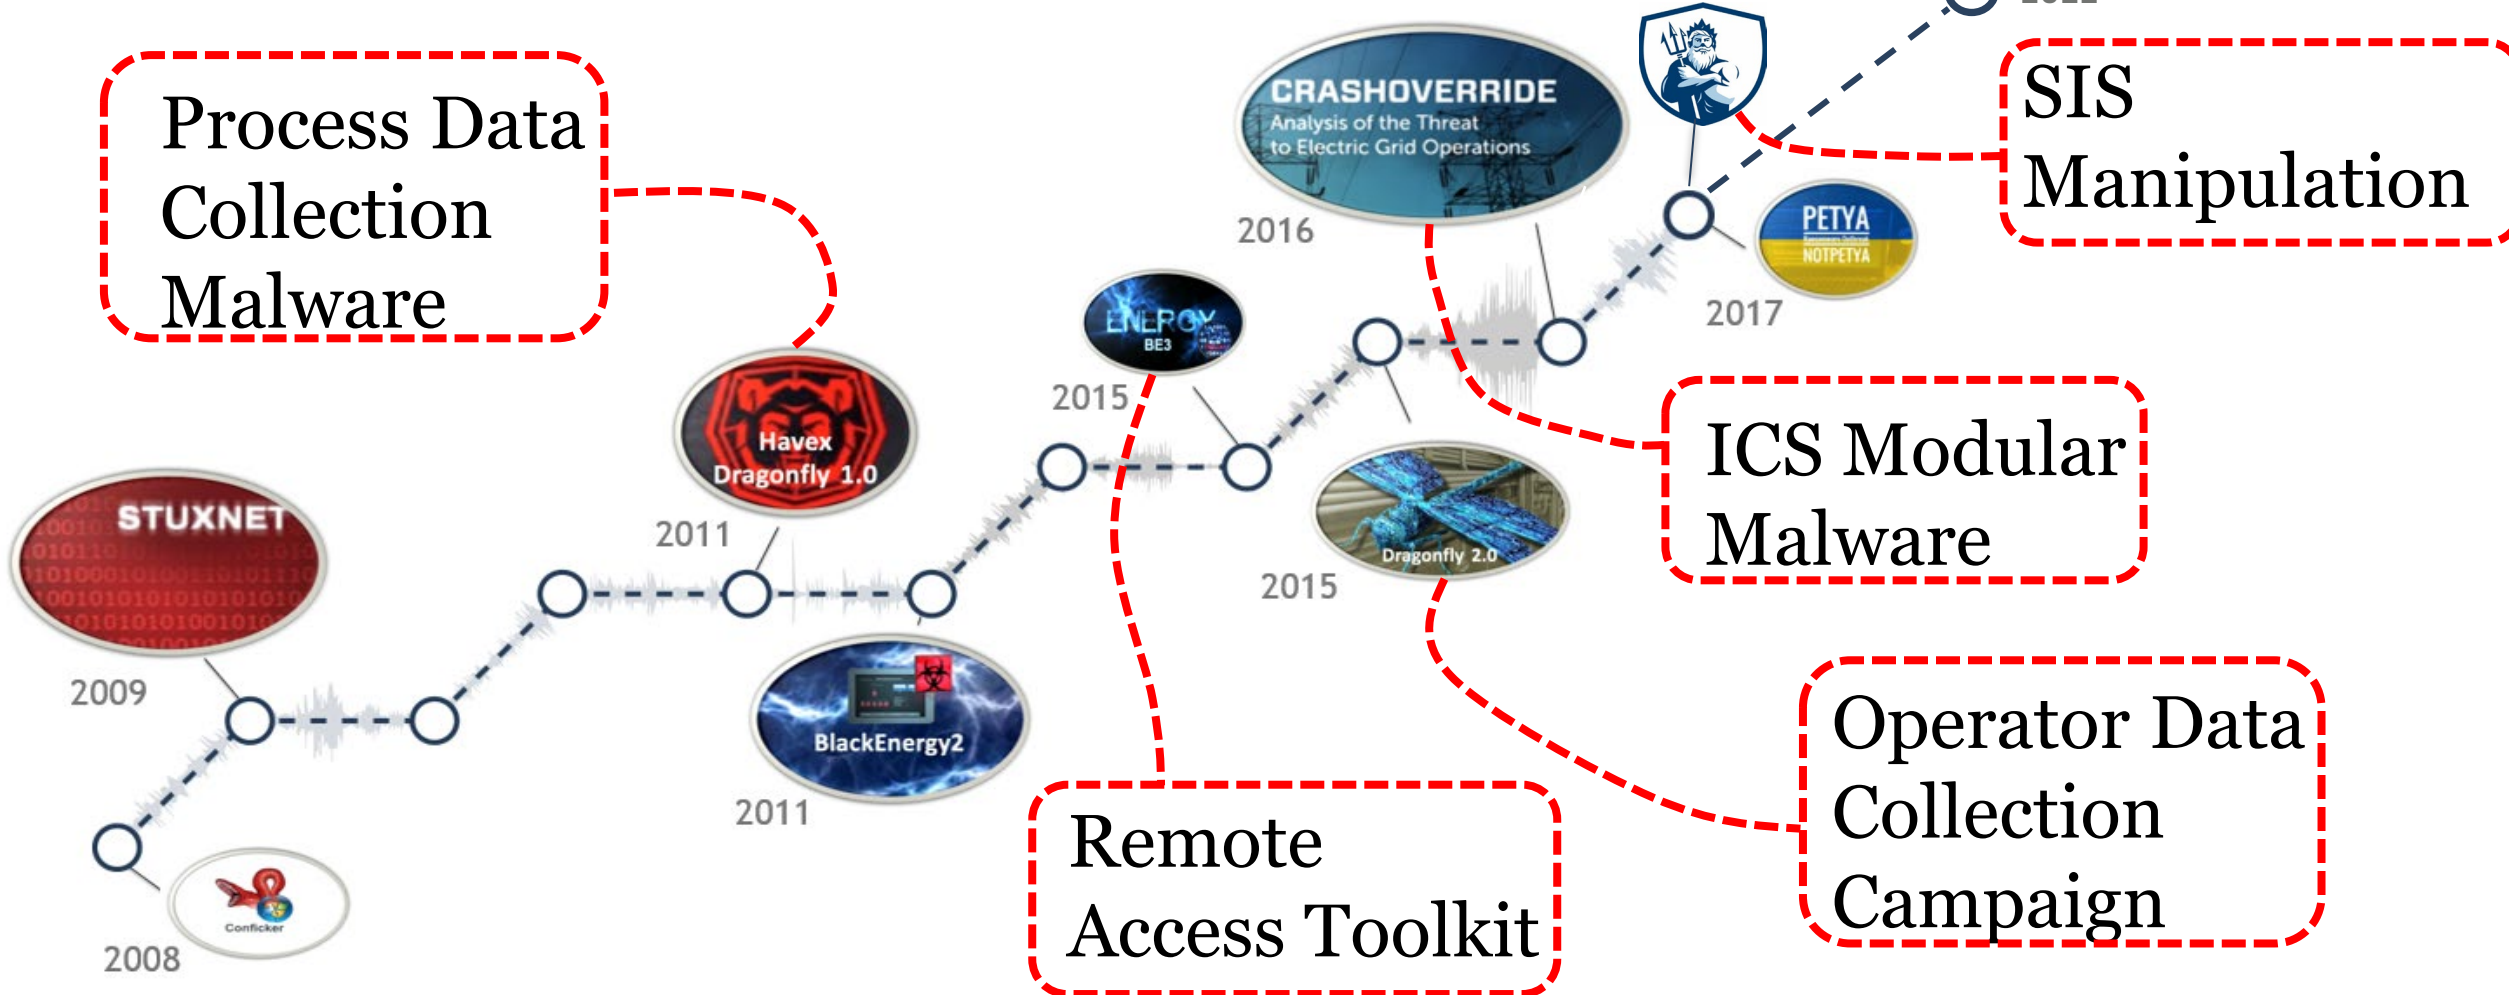 Process Data
Collection
Malware
CRASHOVERRIDE
Analysis of the Threat
to Electric Grid Operations
2016
SIS
Manipulation
PETYA
NOTPETYA
2017
ENERGY
BE3
2015
Havex
Dragonfly 1.0
2011
ICS Modular
Malware
STUXNET
2009
Dragonfly 2.0
2015
BlackEnergy2
2011
Operator Data
Collection
Campaign
Remote
Access Toolkit
Conficker
2008